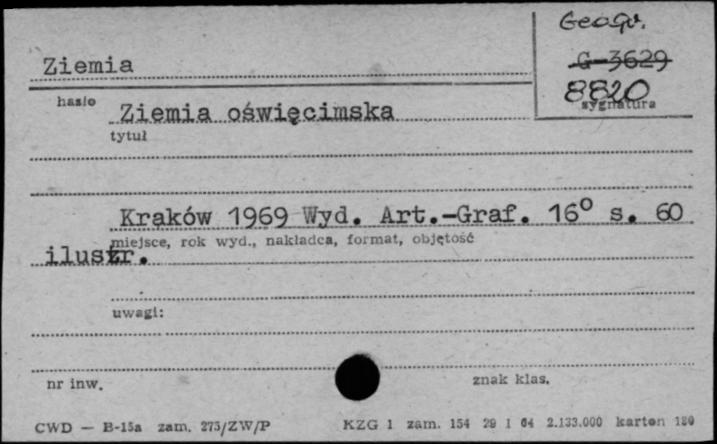 Geogr.
Ziemia
G-3629
8820
hasło
sygnatura
Ziemia oświęcimska
tytuł
Kraków 1969 Wyd. Art.-Graf. 16° s. 60
miejsce, rok wyd., nakładca, format, objętość
ilustr.
uwagi:
nr inw.
znak klas.
CWD — B-15a zam. 275/ZW/P
KZG 1 zam. 154 29 I 64 2.133.000 karton 180